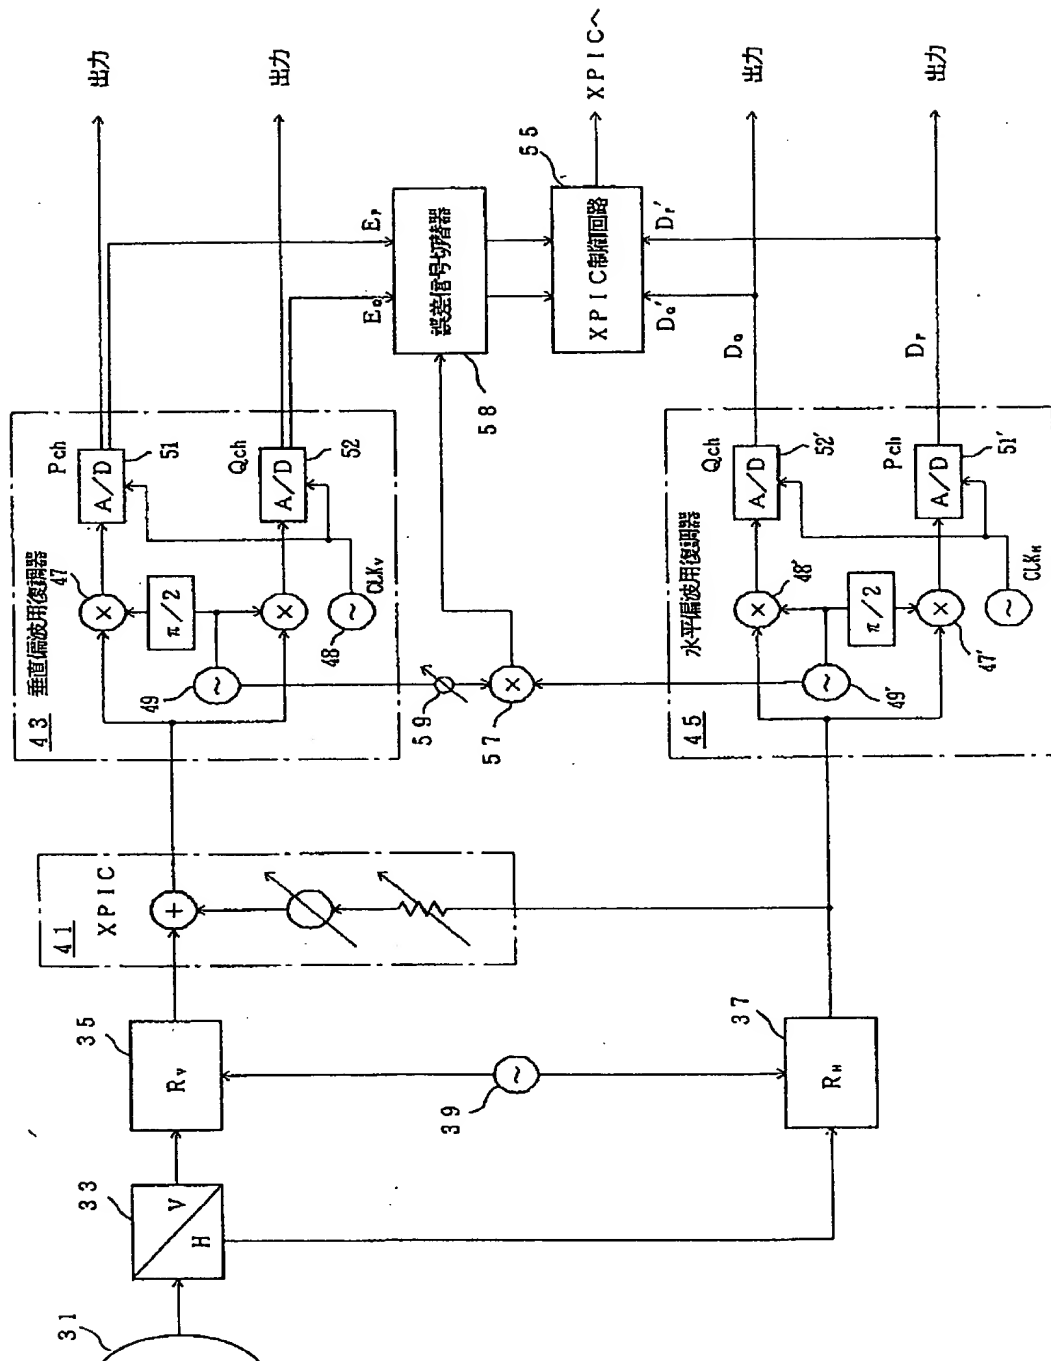 31
33
V
H
35
Rv
39
37
RH
41
XPIC
+
43 垂直偏波用復調器
47
×
π/2
49
~
×
48
~
CLKv
Pch
A/D
51
Qch
A/D
52
59
57
×
45
水平偏波用復調器
48'
×
49'
~
π/2
×
47'
~
CLKH
Qch
A/D
52'
Pch
A/D
51'
58
EQ
EP
誤差信号切替器
XPIC制御回路
55
DQ'
DP'
DQ
DP
出力
出力
XPICへ
出力
出力